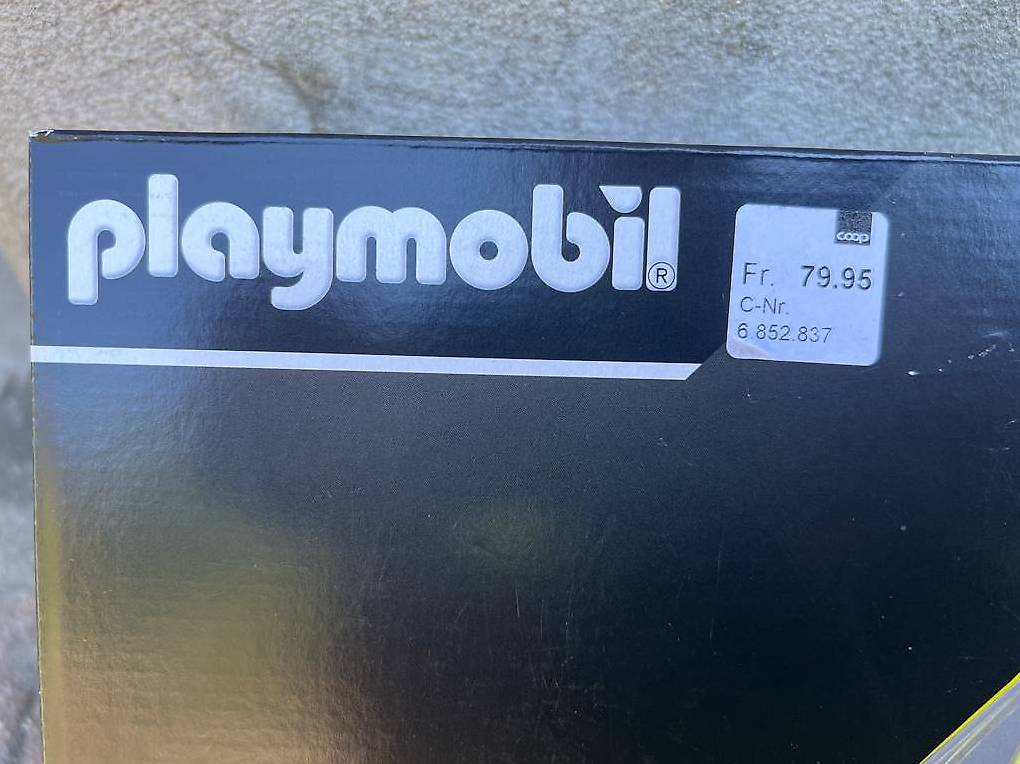 playmobil®
coop
Fr. 79.95
C-Nr.
6.852.837